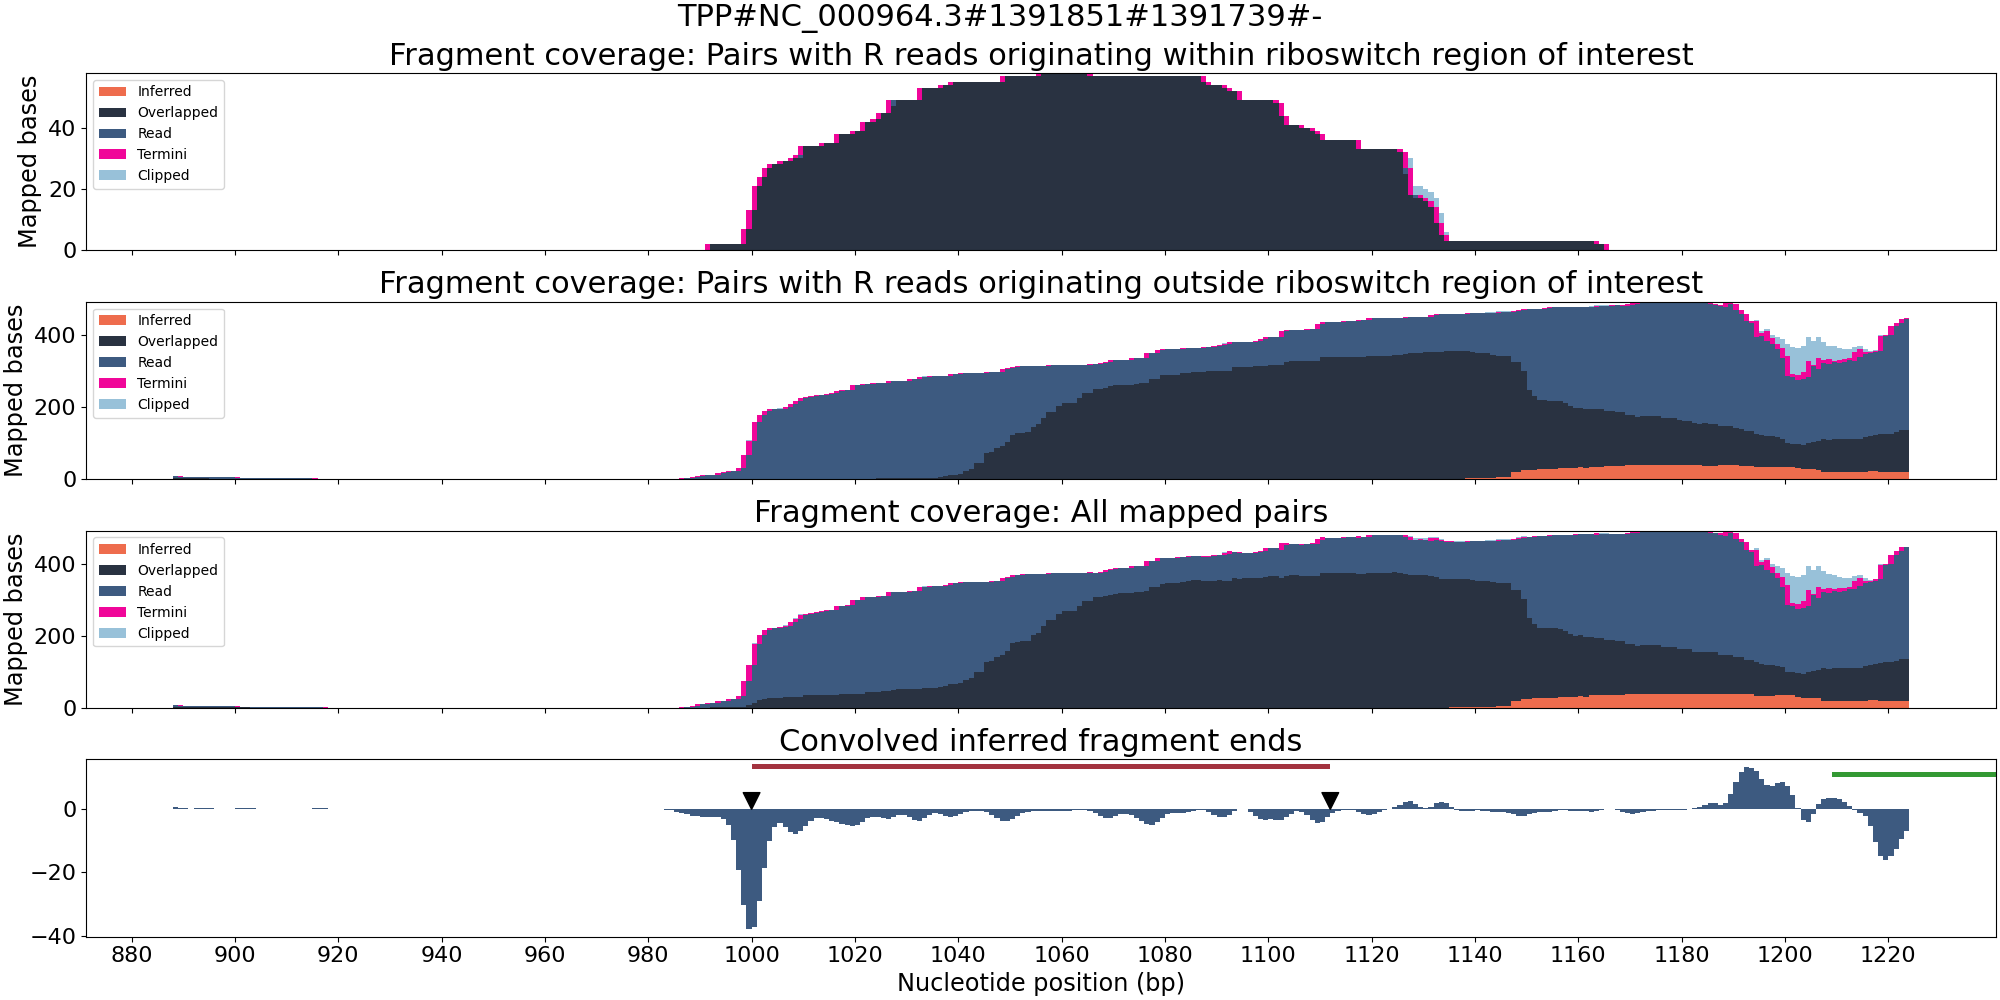 TPP#NC_000964.3#1391851#1391739#-
Fragment coverage: Pairs with R reads originating within riboswitch region of interest
Mapped bases
40
20
0
Inferred
Overlapped
Read
Termini
Clipped
Fragment coverage: Pairs with R reads originating outside riboswitch region of interest
Mapped bases
400
200
0
Inferred
Overlapped
Read
Termini
Clipped
Fragment coverage: All mapped pairs
Mapped bases
400
200
0
Inferred
Overlapped
Read
Termini
Clipped
Convolved inferred fragment ends
0
−20
−40
880 900 920 940 960 980 1000 1020 1040 1060 1080 1100 1120 1140 1160 1180 1200 1220
Nucleotide position (bp)